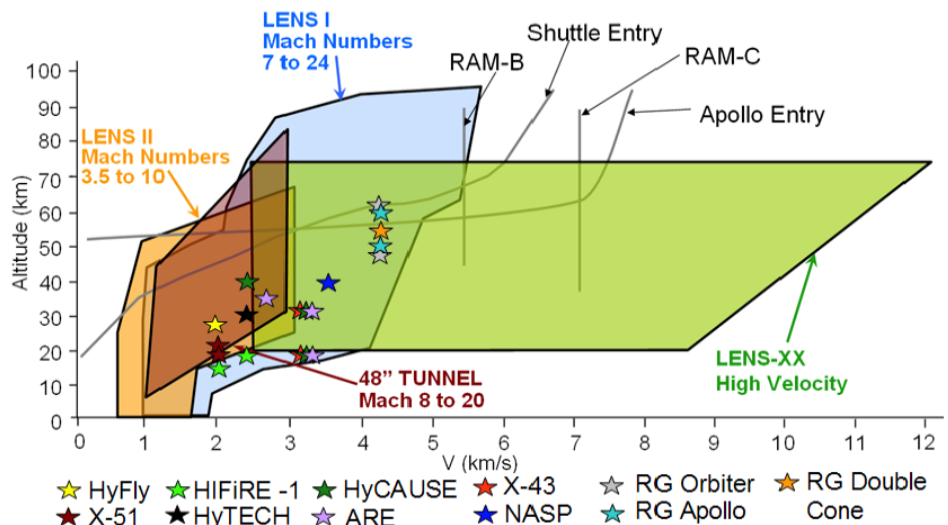 LENS I
Mach Numbers
7 to 24
Shuttle Entry
RAM-B
RAM-C
Apollo Entry
LENS II
Mach Numbers
3.5 to 10
Altitude (km)
100
90
80
70
60
50
40
30
20
10
0
48” TUNNEL
Mach 8 to 20
LENS-XX
High Velocity
0 1 2 3 4 5 6 7 8 9 10 11 12
V (km/s)
HyFly HIFiRE -1 HyCAUSE X-43 RG Orbiter RG Double
X-51 HyTECH ARE NASP RG Apollo Cone